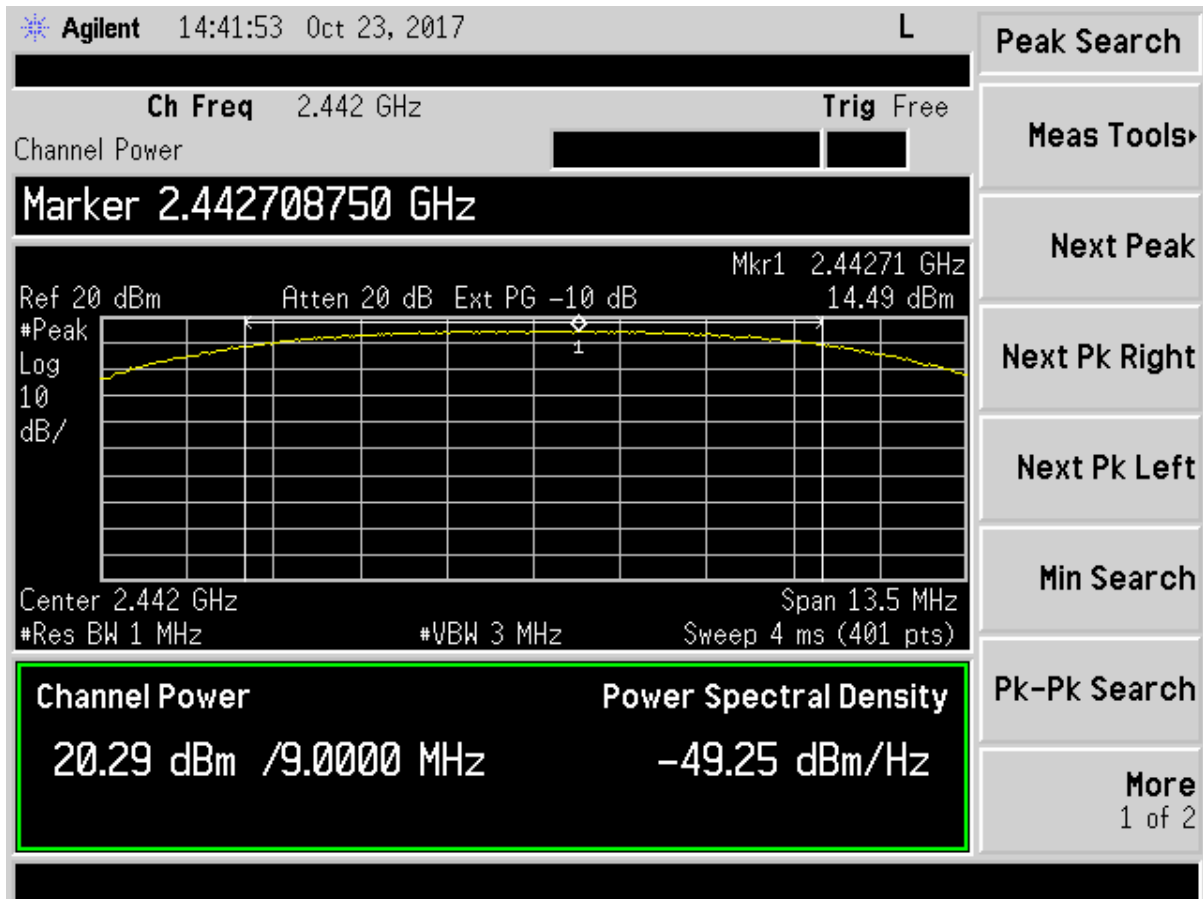 Agilent 14:41:53 Oct 23, 2017 L
Ch Freq 2.442 GHz Trig Free
Channel Power
Marker 2.442708750 GHz
Mkr1 2.44271 GHz
Ref 20 dBm Atten 20 dB Ext PG -10 dB 14.49 dBm
#Peak
Log
10
dB/
1
Center 2.442 GHz Span 13.5 MHz
#Res BW 1 MHz #VBW 3 MHz Sweep 4 ms (401 pts)
Channel Power Power Spectral Density
20.29 dBm /9.0000 MHz -49.25 dBm/Hz
Peak Search
Meas Tools▸
Next Peak
Next Pk Right
Next Pk Left
Min Search
Pk-Pk Search
More
1 of 2